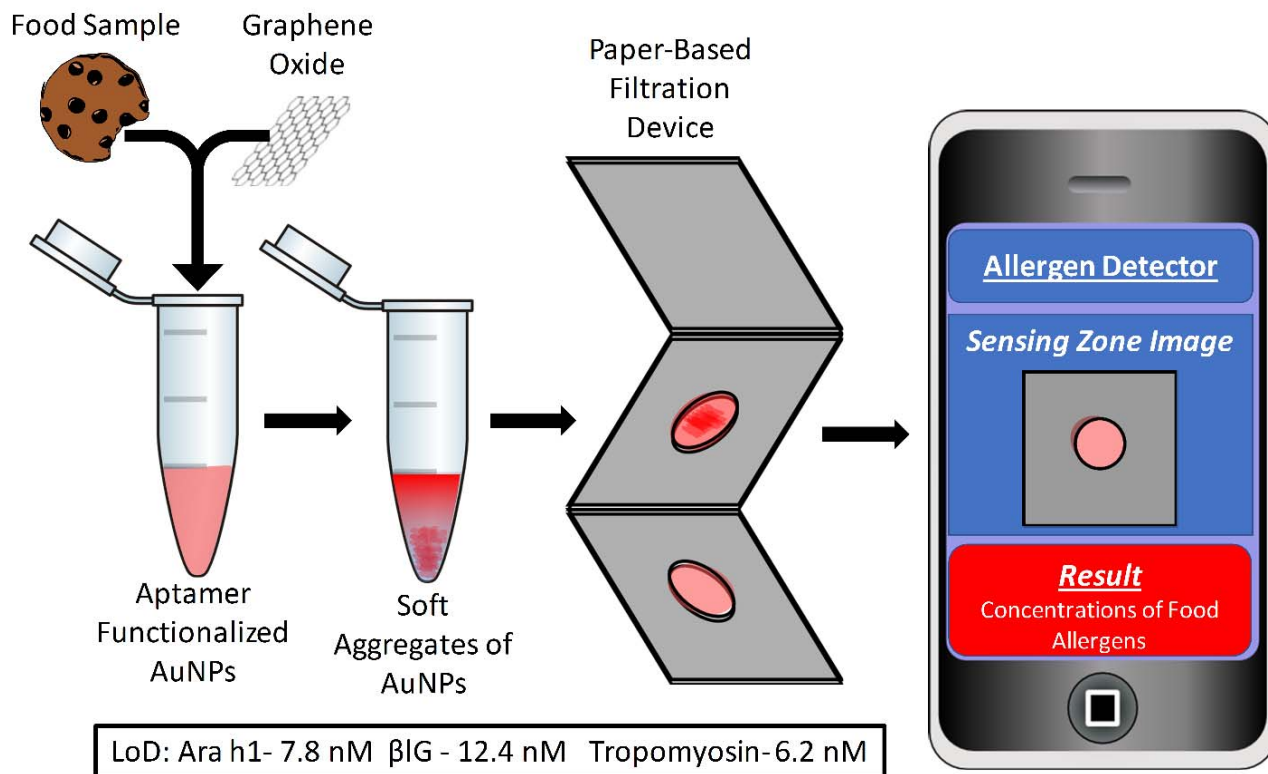 Food Sample
Graphene
Oxide
Paper-Based
Filtration
Device
Aptamer
Functionalized
AuNPs
Soft
Aggregates of
AuNPs
Allergen Detector
Sensing Zone Image
Result
Concentrations of Food
Allergens
LoD: Ara h1- 7.8 nM βlG - 12.4 nM Tropomyosin- 6.2 nM